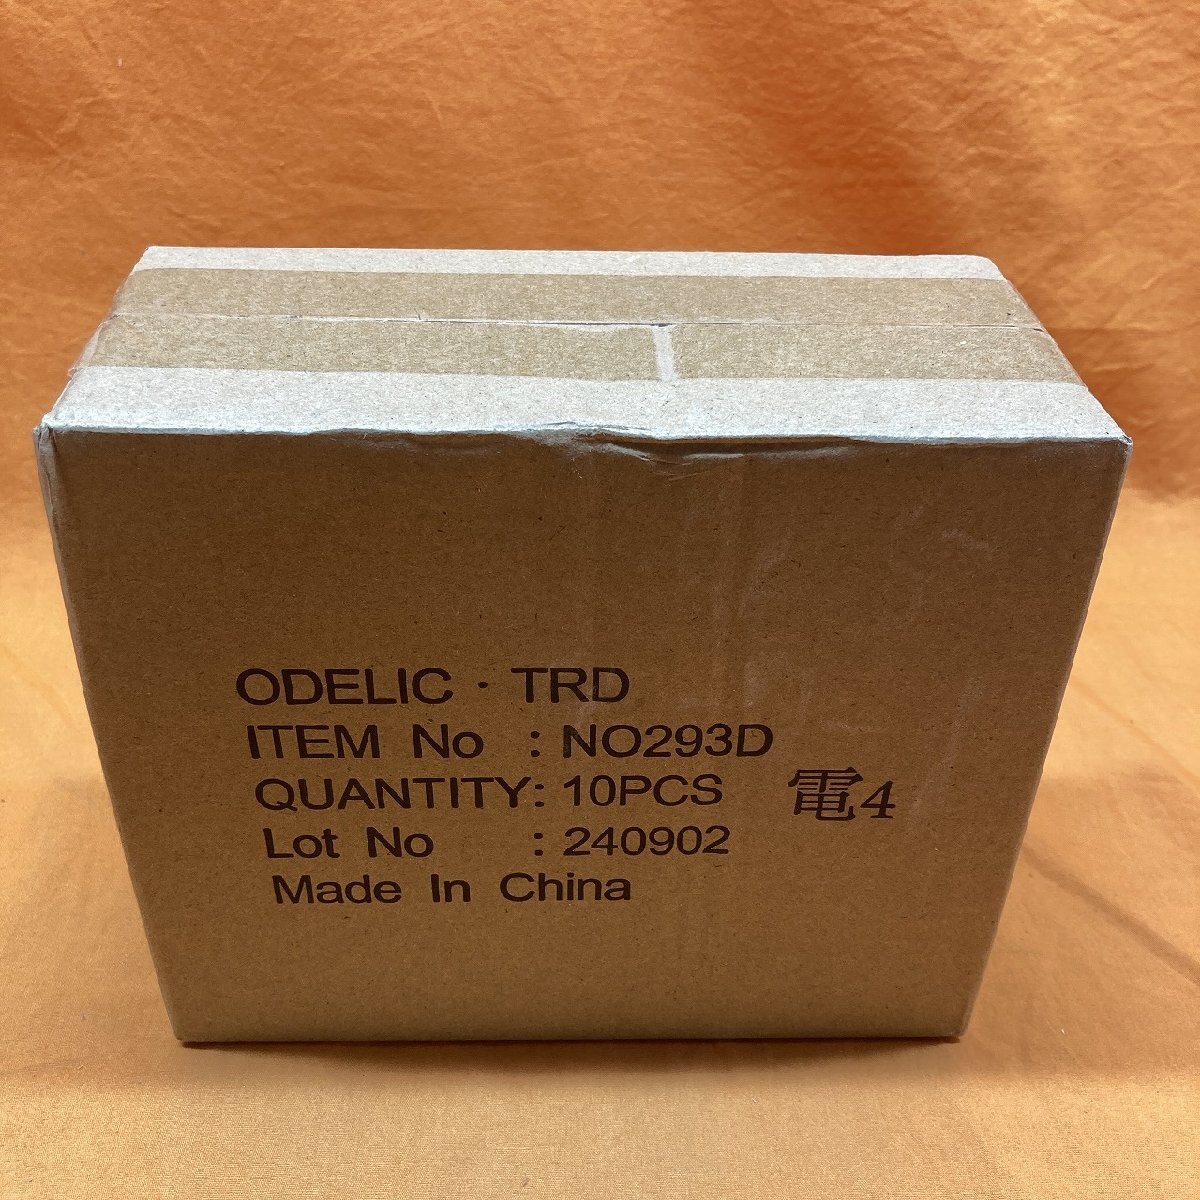 ODELIC・TRD
ITEM No : NO293D
QUANTITY: 10PCS 電4
Lot No : 240902
Made In China